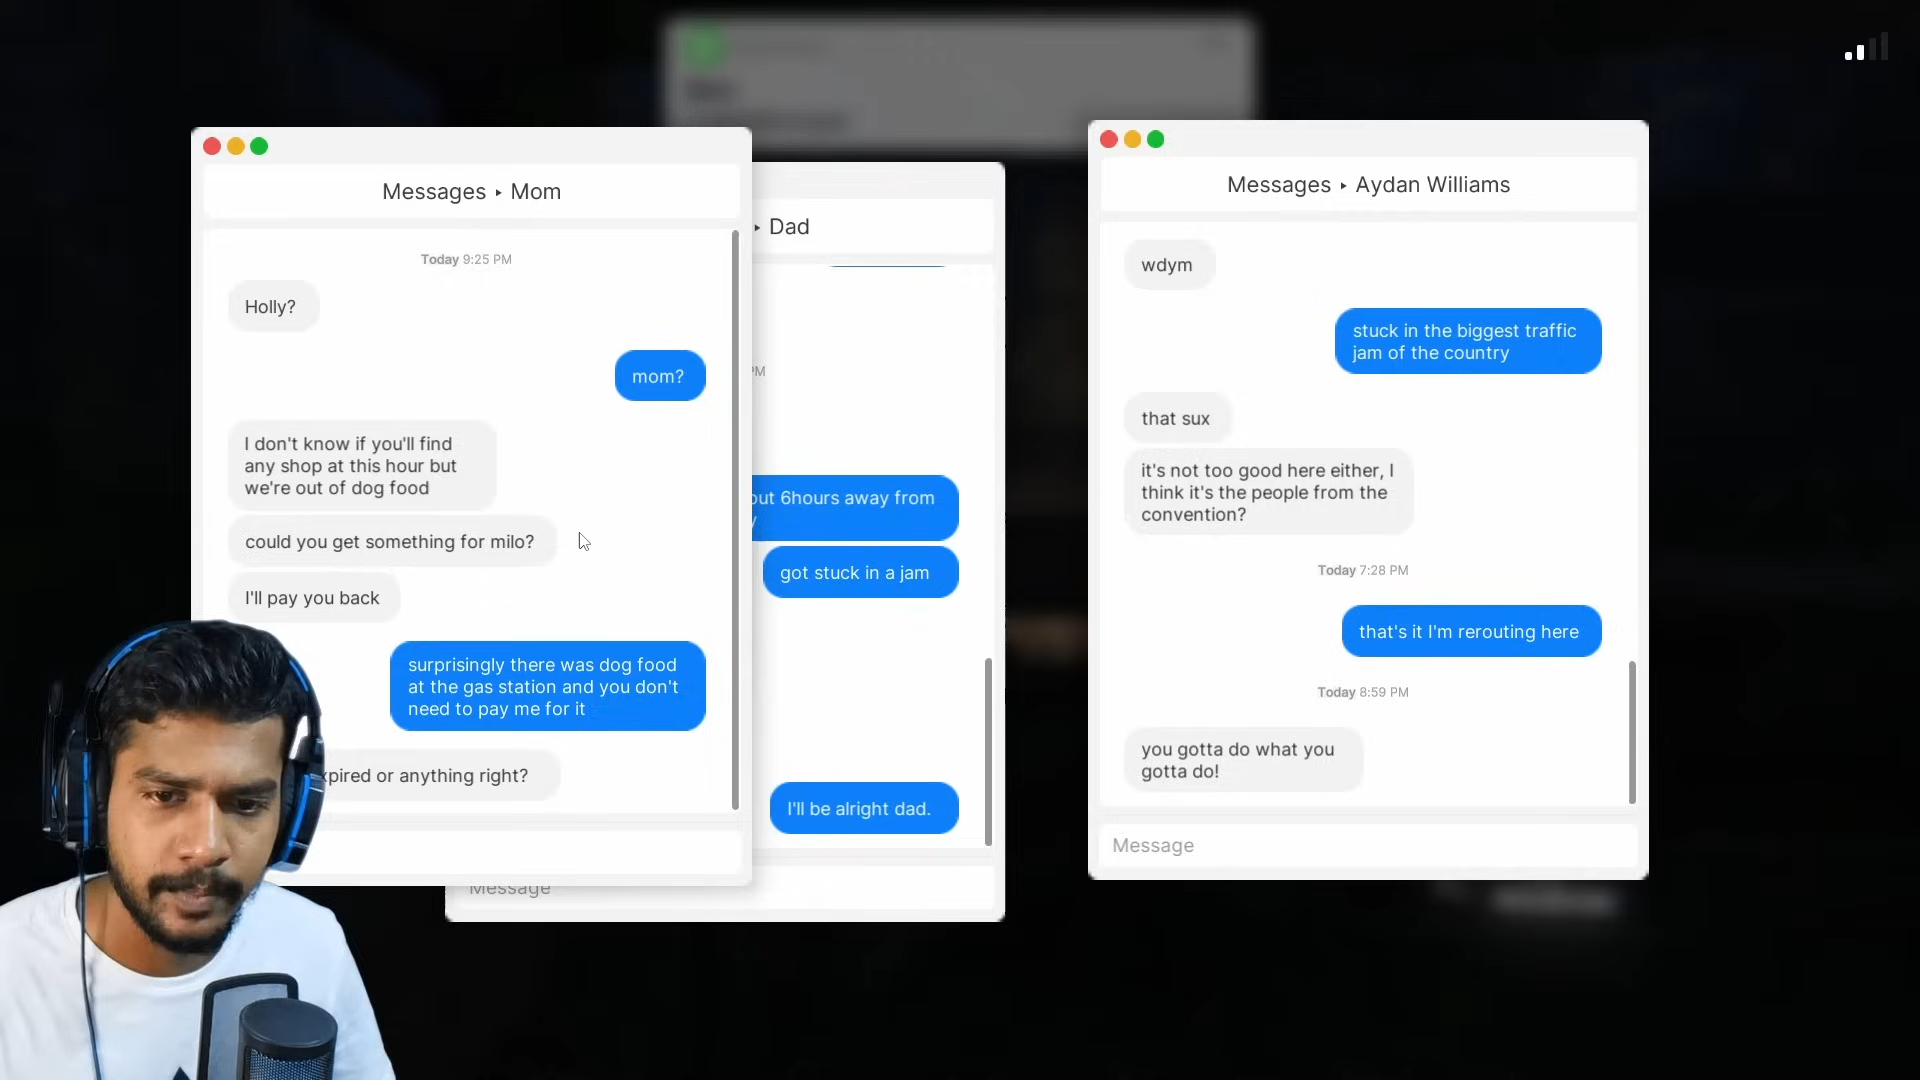 Messages ▸ Mom
Today 9:25 PM
Holly?
mom?
I don't know if you'll find
any shop at this hour but
we're out of dog food
could you get something for milo?
I'll pay you back
surprisingly there was dog food
at the gas station and you don't
need to pay me for it
or anything right?
▸ Dad
PM
6hours away from
got stuck in a jam
I'll be alright dad.
Message
Messages ▸ Aydan Williams
wdym
stuck in the biggest traffic
jam of the country
that sux
it's not too good here either, I
think it's the people from the
convention?
Today 7:28 PM
that's it I'm rerouting here
Today 8:59 PM
you gotta do what you
gotta do!
Message